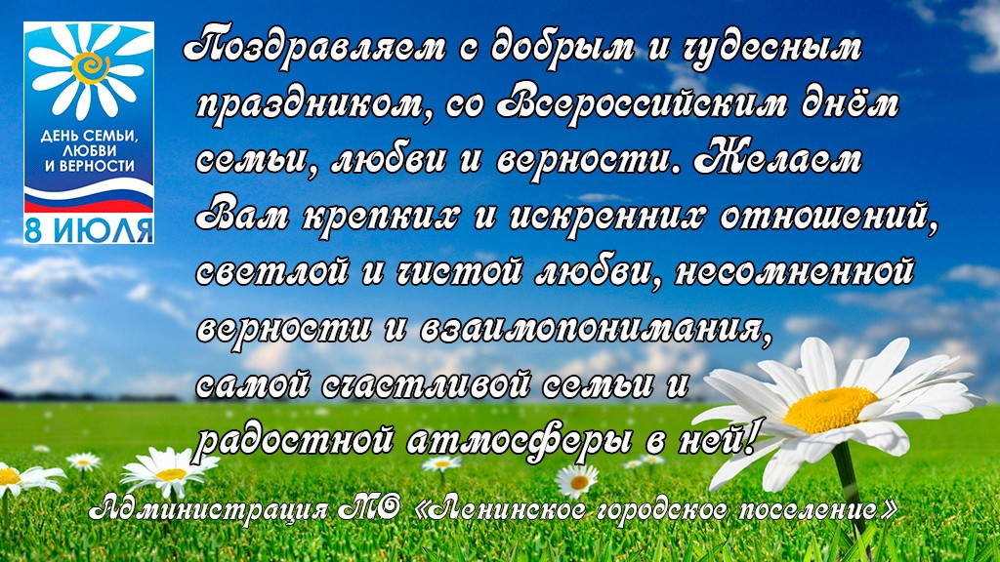 ДЕНЬ СЕМЬИ,
ЛЮБВИ
И ВЕРНОСТИ
8 ИЮЛЯ
Поздравляем с добрым и чудесным
праздником, со Всероссийским днём
семьи, любви и верности. Желаем
Вам крепких и искренних отношений,
светлой и чистой любви, несомненной
верности и взаимопонимания,
самой счастливой семьи и
радостной атмосферы в ней!
Администрация МО «Ленинское городское поселение»